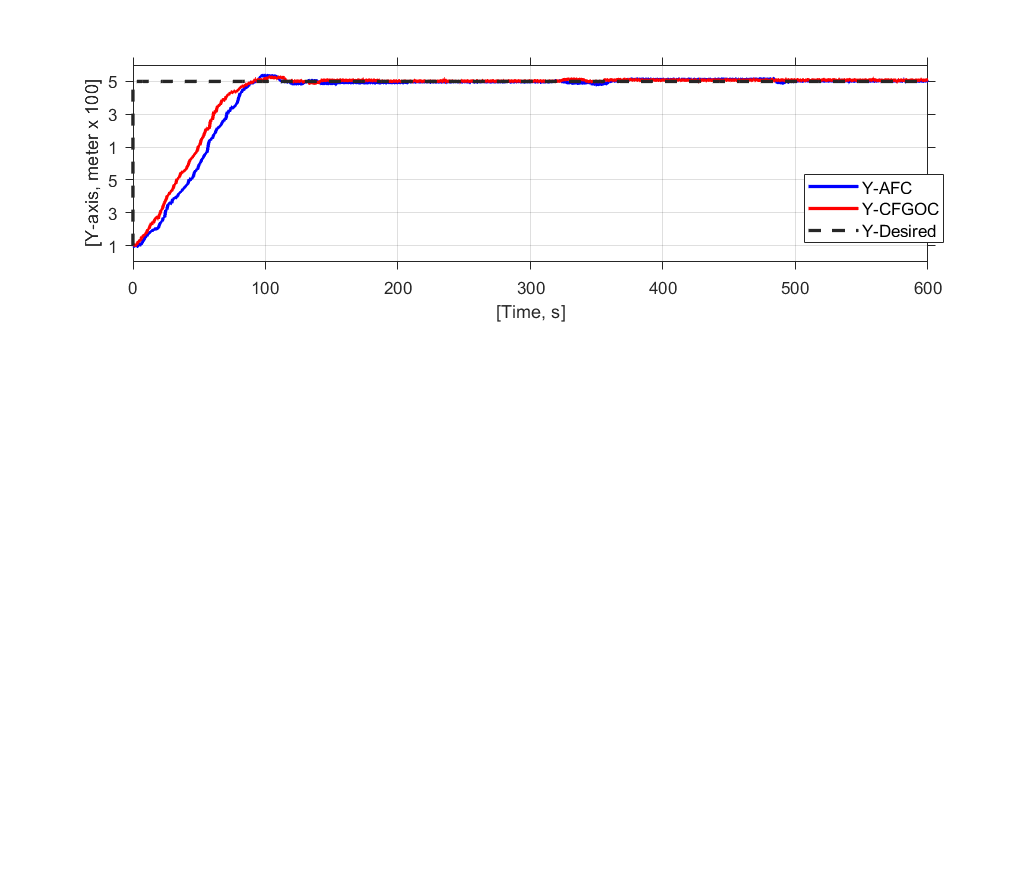 [Y-axis, meter x 100]
5
3
1
5
3
1
Y-AFC
Y-CFGOC
Y-Desired
0 100 200 300 400 500 600
[Time, s]